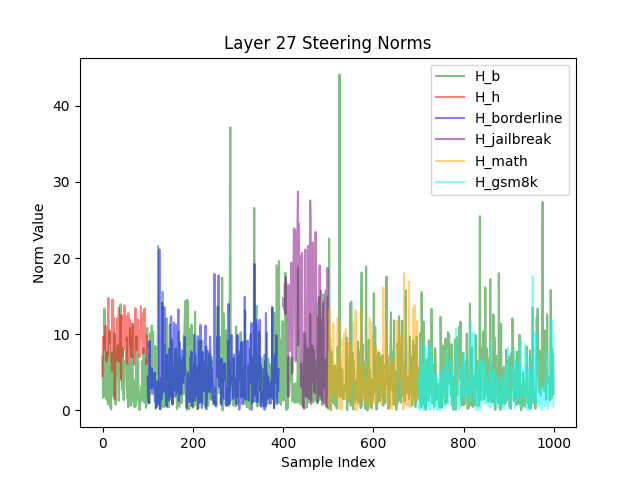 Layer 27 Steering Norms
H_b
H_h
H_borderline
H_jailbreak
H_math
H_gsm8k
Norm Value
40
30
20
10
0
0 200 400 600 800 1000
Sample Index